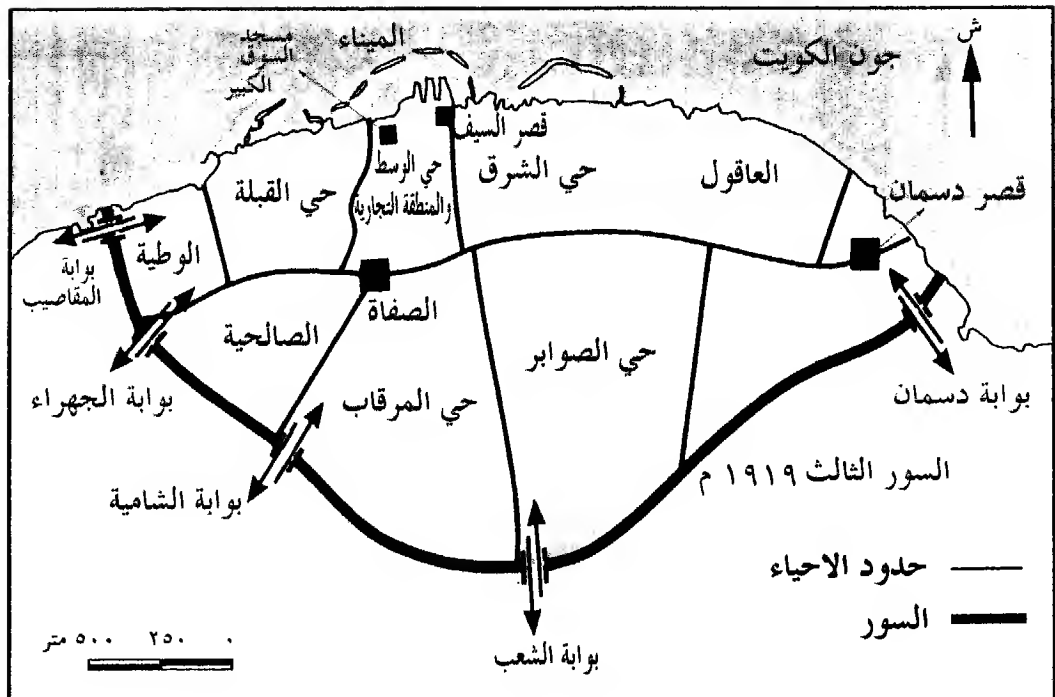 ش
جون الكويت
الميناء
مسجد
السوق
الكبير
قصر السيف
حي الوسط
والمنطقة التجارية
حي الشرق
العاقول
قصر دسمان
حي القبلة
الوطية
بوابة
المقاصيب
الصفاة
الصالحية
حي الصوابر
حي المرقاب
بوابة الجهراء
بوابة دسمان
بوابة الشامية
السور الثالث ١٩١٩ م
حدود الاحياء
السور
بوابة الشعب
٠ ٢٥٠ ٥٠٠ متر